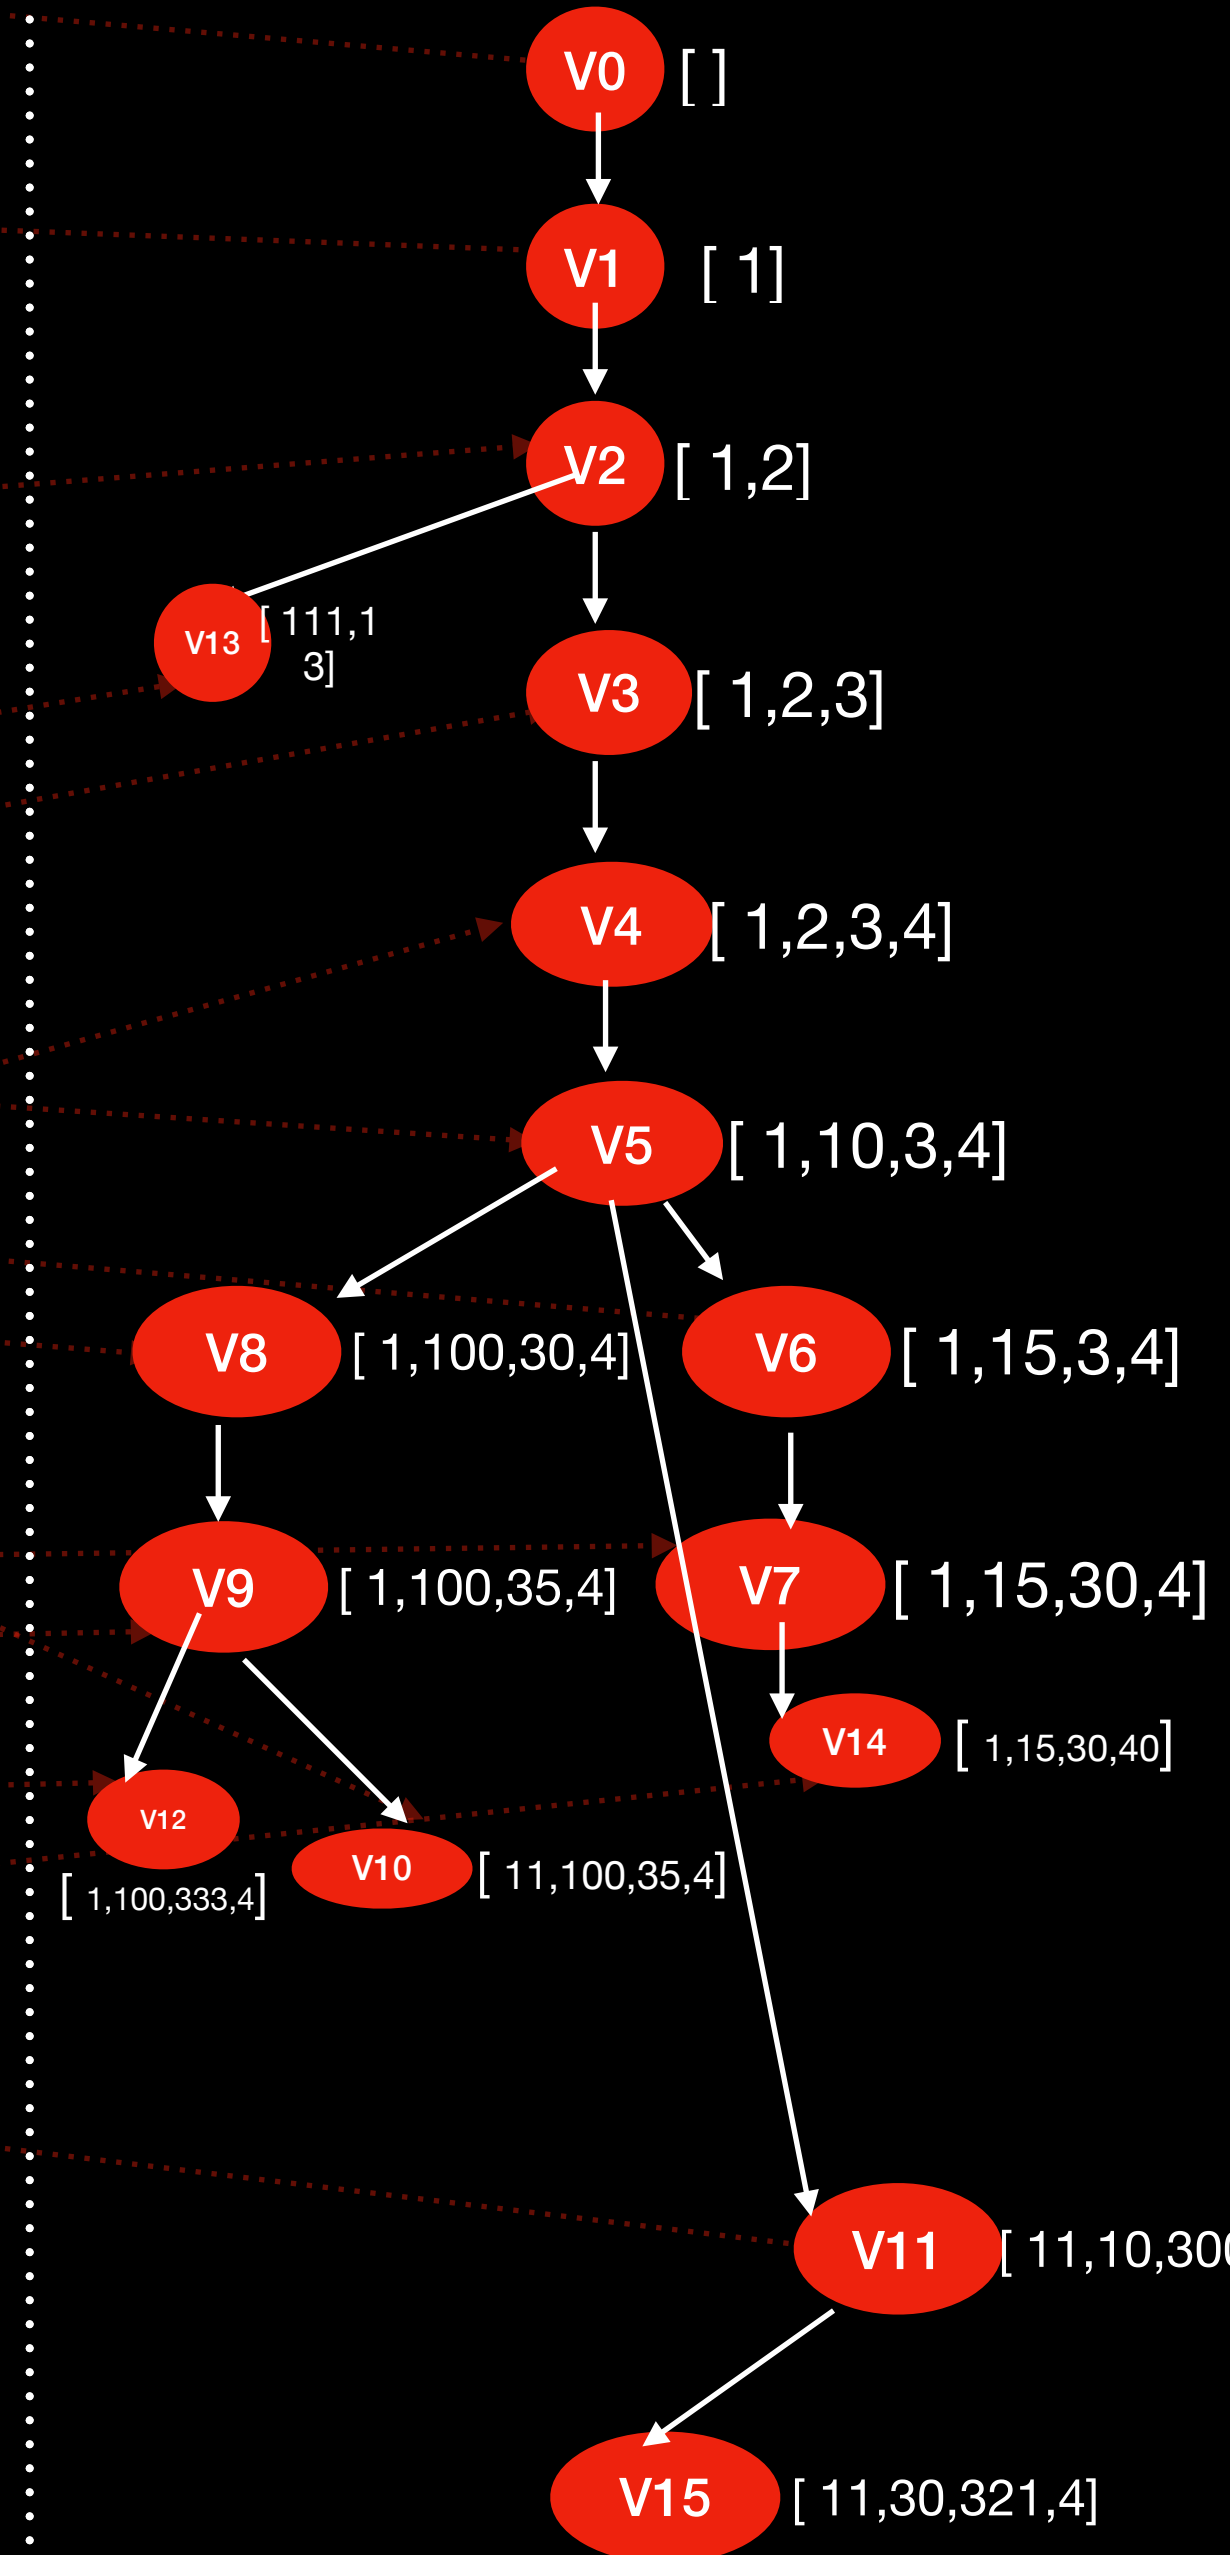 V0 [ ]
V1 [ 1]
V2 [ 1,2]
V13 [ 111,1
3]
V3 [ 1,2,3]
V4 [ 1,2,3,4]
V5 [ 1,10,3,4]
V8 [ 1,100,30,4] V6 [ 1,15,3,4]
V9 [ 1,100,35,4] V7 [ 1,15,30,4]
V14 [ 1,15,30,40]
V12
V10 [ 11,100,35,4]
[ 1,100,333,4]
V11 [ 11,10,300
V15 [ 11,30,321,4]